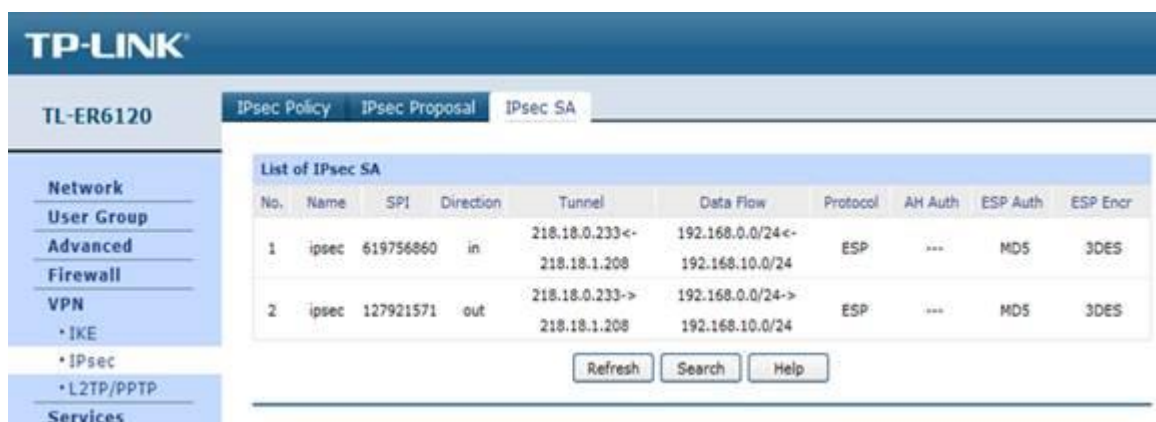 TP-LINK
TL-ER6120
IPsec Policy IPsec Proposal IPsec SA
List of IPsec SA
No. Name SPI Direction Tunnel Data Flow Protocol AH Auth ESP Auth ESP Encr
1 ipsec 619756860 in 218.18.0.233<- 192.168.0.0/24<- ESP --- MD5 3DES
218.18.1.208 192.168.10.0/24
2 ipsec 127921571 out 218.18.0.233-> 192.168.0.0/24-> ESP --- MD5 3DES
218.18.1.208 192.168.10.0/24
Refresh Search Help
Network
User Group
Advanced
Firewall
VPN
•IKE
•IPsec
•L2TP/PPTP
Services